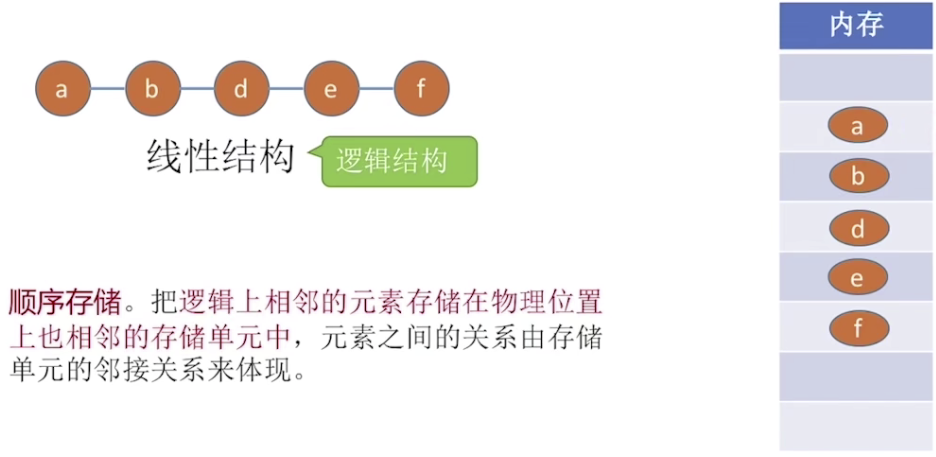 内存
a b d e f
线性结构 逻辑结构
a
b
d
e
f
顺序存储。把逻辑上相邻的元素存储在物理位置
上也相邻的存储单元中，元素之间的关系由存储
单元的邻接关系来体现。